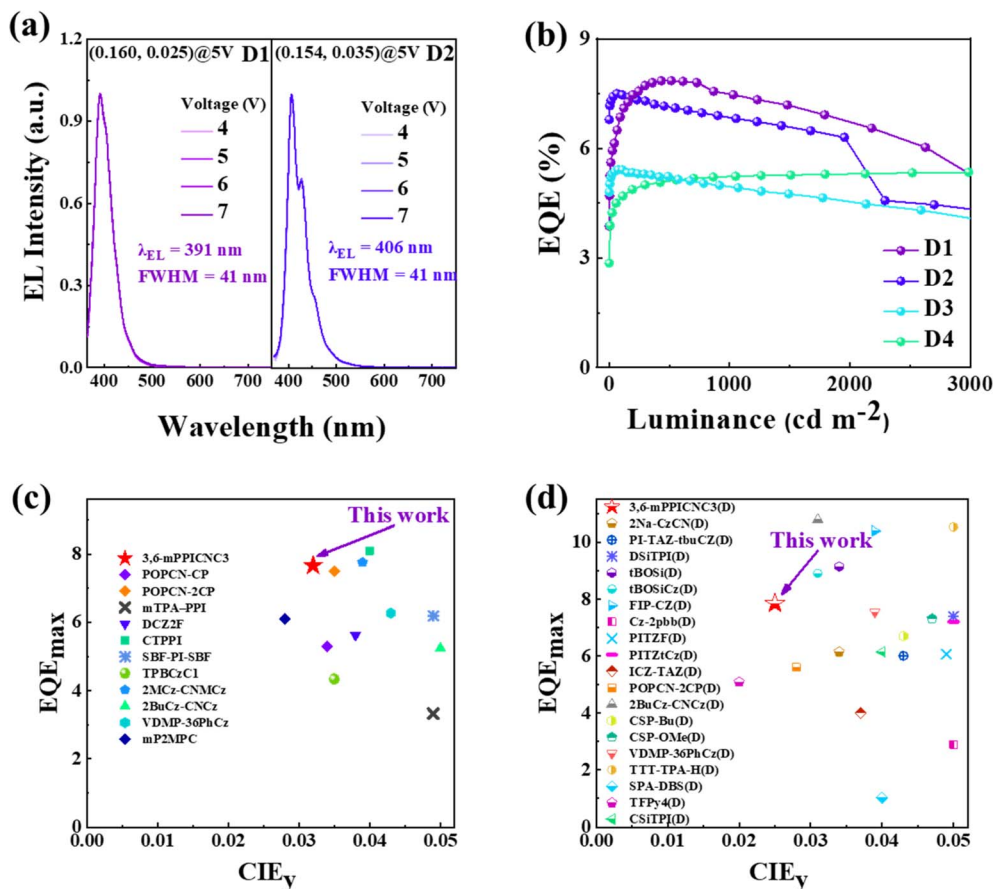 (a)
(0.160, 0.025)@5V D1
(0.154, 0.035)@5V D2
Voltage (V)
4
5
6
7
λEL = 391 nm
FWHM = 41 nm
Voltage (V)
4
5
6
7
λEL = 406 nm
FWHM = 41 nm
1.2
0.9
0.6
0.3
0.0
EL Intensity (a.u.)
400 500 600 700 400 500 600 700
Wavelength (nm)
(b)
9
6
3
0
EQE (%)
D1
D2
D3
D4
0 1000 2000 3000
Luminance (cd m-2)
(c)
This work
3,6-mPPICNC3
POPCN-CP
POPCN-2CP
mTPA–PPI
DCZ2F
CTPPI
SBF-PI-SBF
TPBCzC1
2MCz-CNMCz
2BuCz-CNCz
VDMP-36PhCz
mP2MPC
8
6
4
2
0
EQEmax
0.00 0.01 0.02 0.03 0.04 0.05
CIEy
(d)
This work
3,6-mPPICNC3(D)
2Na-CzCN(D)
PI-TAZ-tbuCZ(D)
DSiTPI(D)
tBOSi(D)
tBOSiCz(D)
FIP-CZ(D)
Cz-2pbb(D)
PITZF(D)
PITZtCz(D)
ICZ-TAZ(D)
POPCN-2CP(D)
2BuCz-CNCz(D)
CSP-Bu(D)
CSP-OMe(D)
VDMP-36PhCz(D)
TTT-TPA-H(D)
SPA-DBS(D)
TFPy4(D)
CSiTPI(D)
10
8
6
4
2
0
EQEmax
0.00 0.01 0.02 0.03 0.04 0.05
CIEy